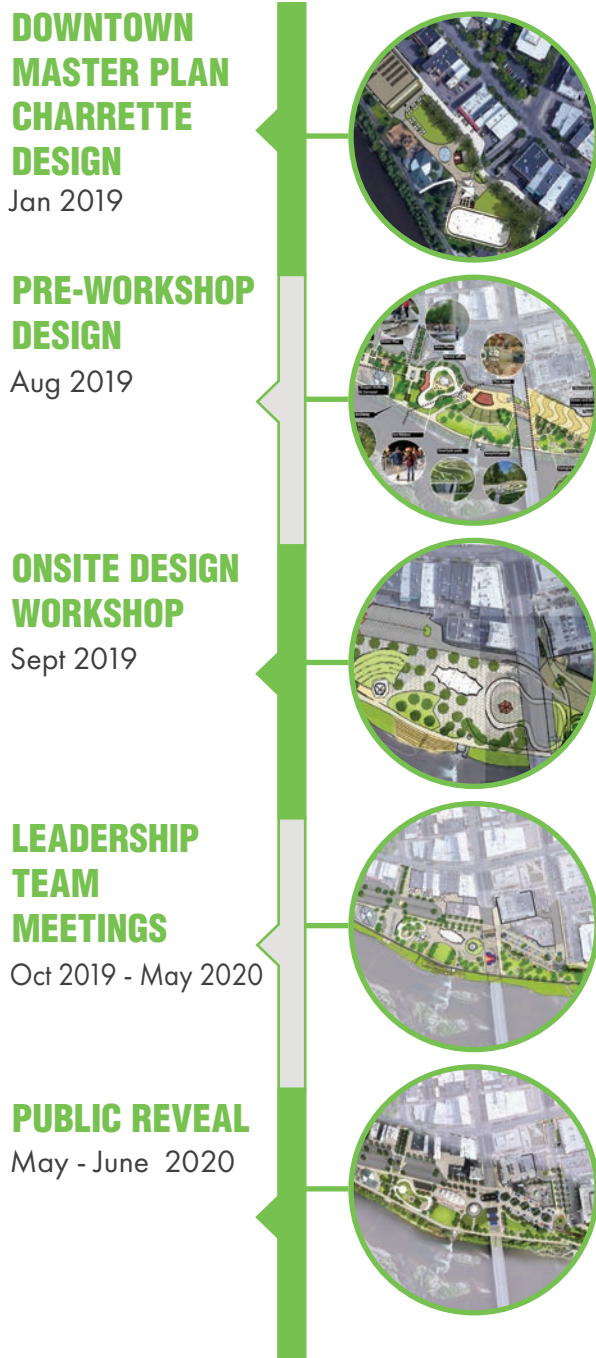 DOWNTOWN
MASTER PLAN
CHARRETTE
DESIGN
Jan 2019
PRE-WORKSHOP
DESIGN
Aug 2019
ONSITE DESIGN
WORKSHOP
Sept 2019
LEADERSHIP
TEAM
MEETINGS
Oct 2019 - May 2020
PUBLIC REVEAL
May - June 2020